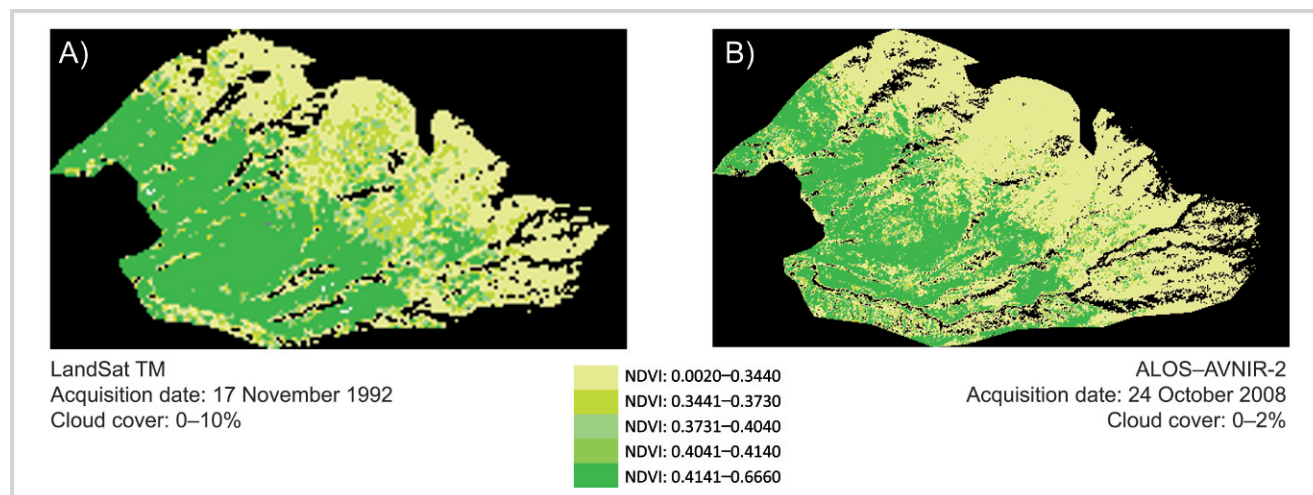 A)
B)
LandSat TM
Acquisition date: 17 November 1992
Cloud cover: 0–10%
NDVI: 0.0020–0.3440
NDVI: 0.3441–0.3730
NDVI: 0.3731–0.4040
NDVI: 0.4041–0.4140
NDVI: 0.4141–0.6660
ALOS–AVNIR-2
Acquisition date: 24 October 2008
Cloud cover: 0–2%